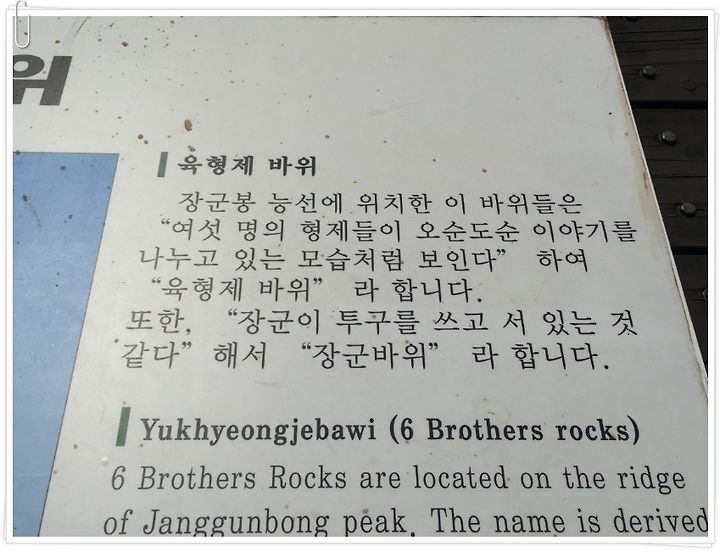 위
육형제 바위
장군봉 능선에 위치한 이 바위들은
“여섯 명의 형제들이 오순도순 이야기를
나누고 있는 모습처럼 보인다” 하여
“육형제 바위” 라 합니다.
또한, “장군이 투구를 쓰고 서 있는 것
같다” 해서 “장군바위” 라 합니다.
Yukhyeongjebawi (6 Brothers rocks)
6 Brothers Rocks are located on the ridge
of Janggunbong peak. The name is derived